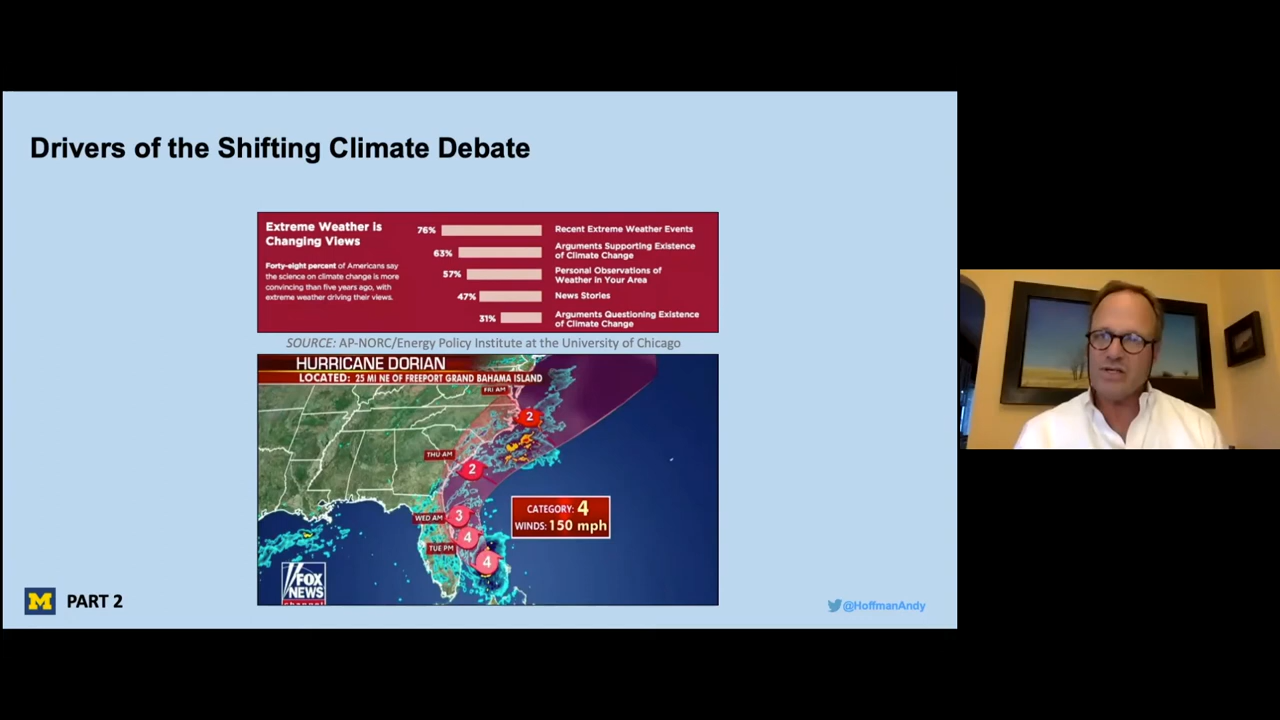 Drivers of the Shifting Climate Debate
Extreme Weather is
Changing Views
Forty-eight percent of Americans say
the science on climate change is more
convincing than five years ago, with
extreme weather driving their views.
76%
Recent Extreme Weather Events
63%
Arguments Supporting Existence
of Climate Change
57%
Personal Observations of
Weather in Your Area
47%
News Stories
31%
Arguments Questioning Existence
of Climate Change
SOURCE: AP-NORC/Energy Policy Institute at the University of Chicago
HURRICANE DORIAN
LOCATED: 25 MI NE OF FREEPORT GRAND BAHAMA ISLAND
FRI AM
2
THU AM
2
WED AM
3
4
TUE PM
4
CATEGORY: 4
WINDS: 150 mph
FOX
NEWS
channel
M
PART 2
@HoffmanAndy